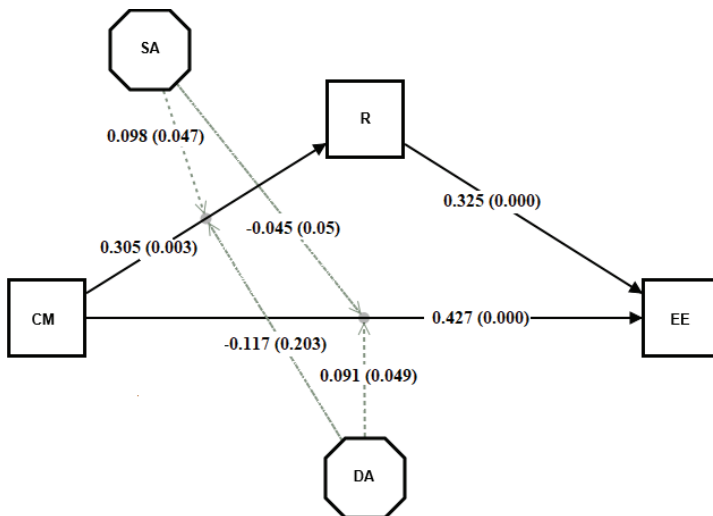 SA
R
0.098 (0.047)
0.325 (0.000)
-0.045 (0.05)
0.305 (0.003)
CM
0.427 (0.000)
EE
-0.117 (0.203)
0.091 (0.049)
DA